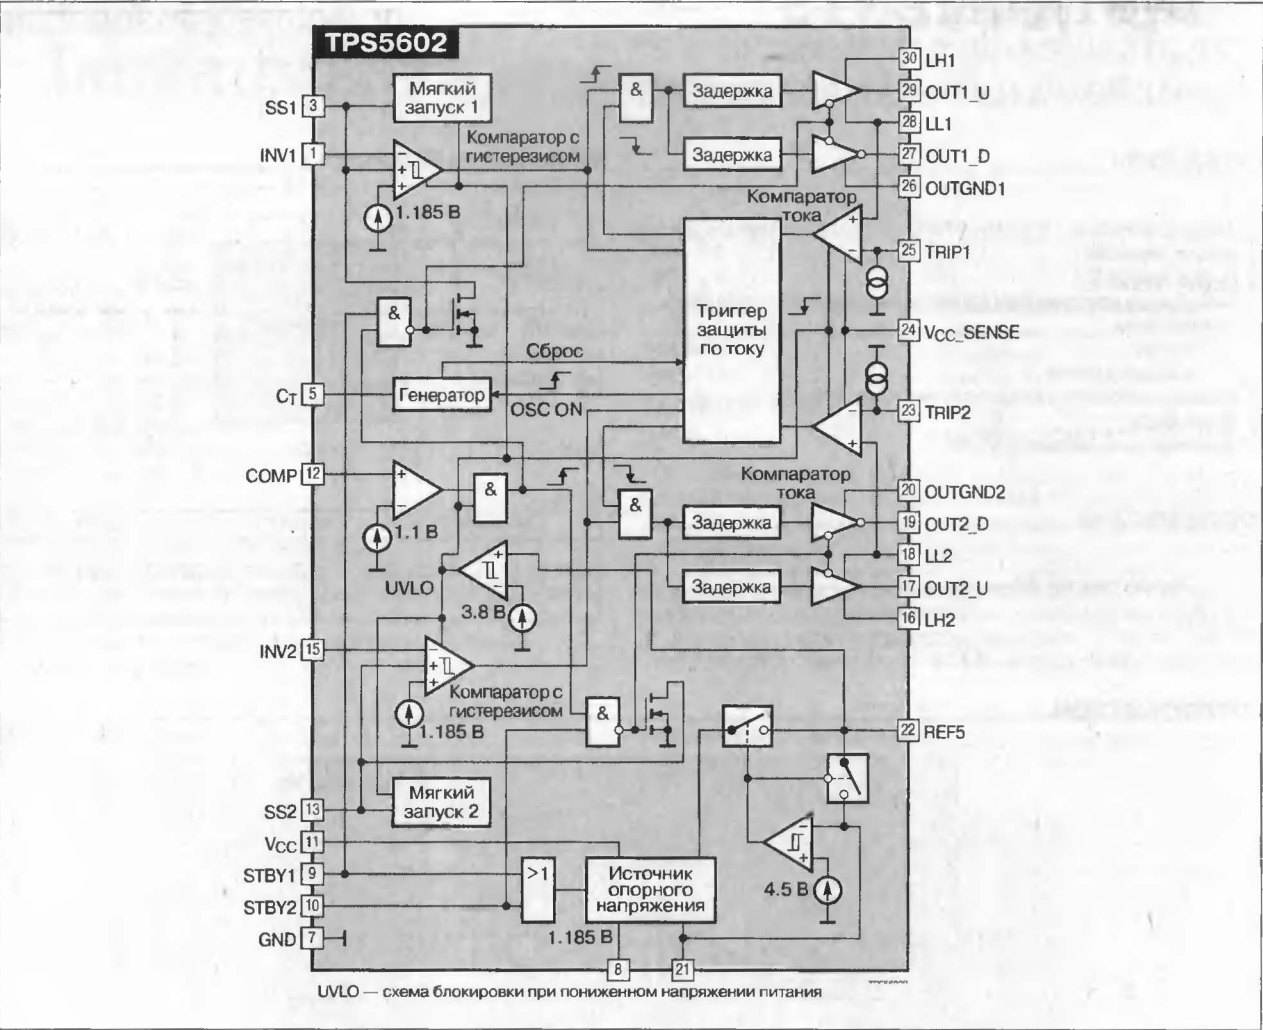 TPS5602
SS1 3
INV1 1
CT 5
COMP 12
INV2 15
SS2 13
VCC 11
STBY1 9
STBY2 10
GND 7
Мягкий
запуск 1
Компаратор с
гистерезисом
1.185 В
&
&
Задержка
Задержка
30 LH1
29 OUT1_U
28 LL1
27 OUT1_D
26 OUTGND1
Компаратор
тока
25 TRIP1
24 VCC_SENSE
23 TRIP2
Триггер
защиты
по току
Сброс
Генератор
OSC ON
&
&
1.1 В
UVLO
3.8 В
Компаратор
тока
Задержка
Задержка
20 OUTGND2
19 OUT2_D
18 LL2
17 OUT2_U
16 LH2
Компаратор с
гистерезисом
1.185 В
&
22 REF5
Мягкий
запуск 2
>1
Источник
опорного
напряжения
4.5 В
1.185 В
8
21
UVLO — схема блокировки при пониженном напряжении питания